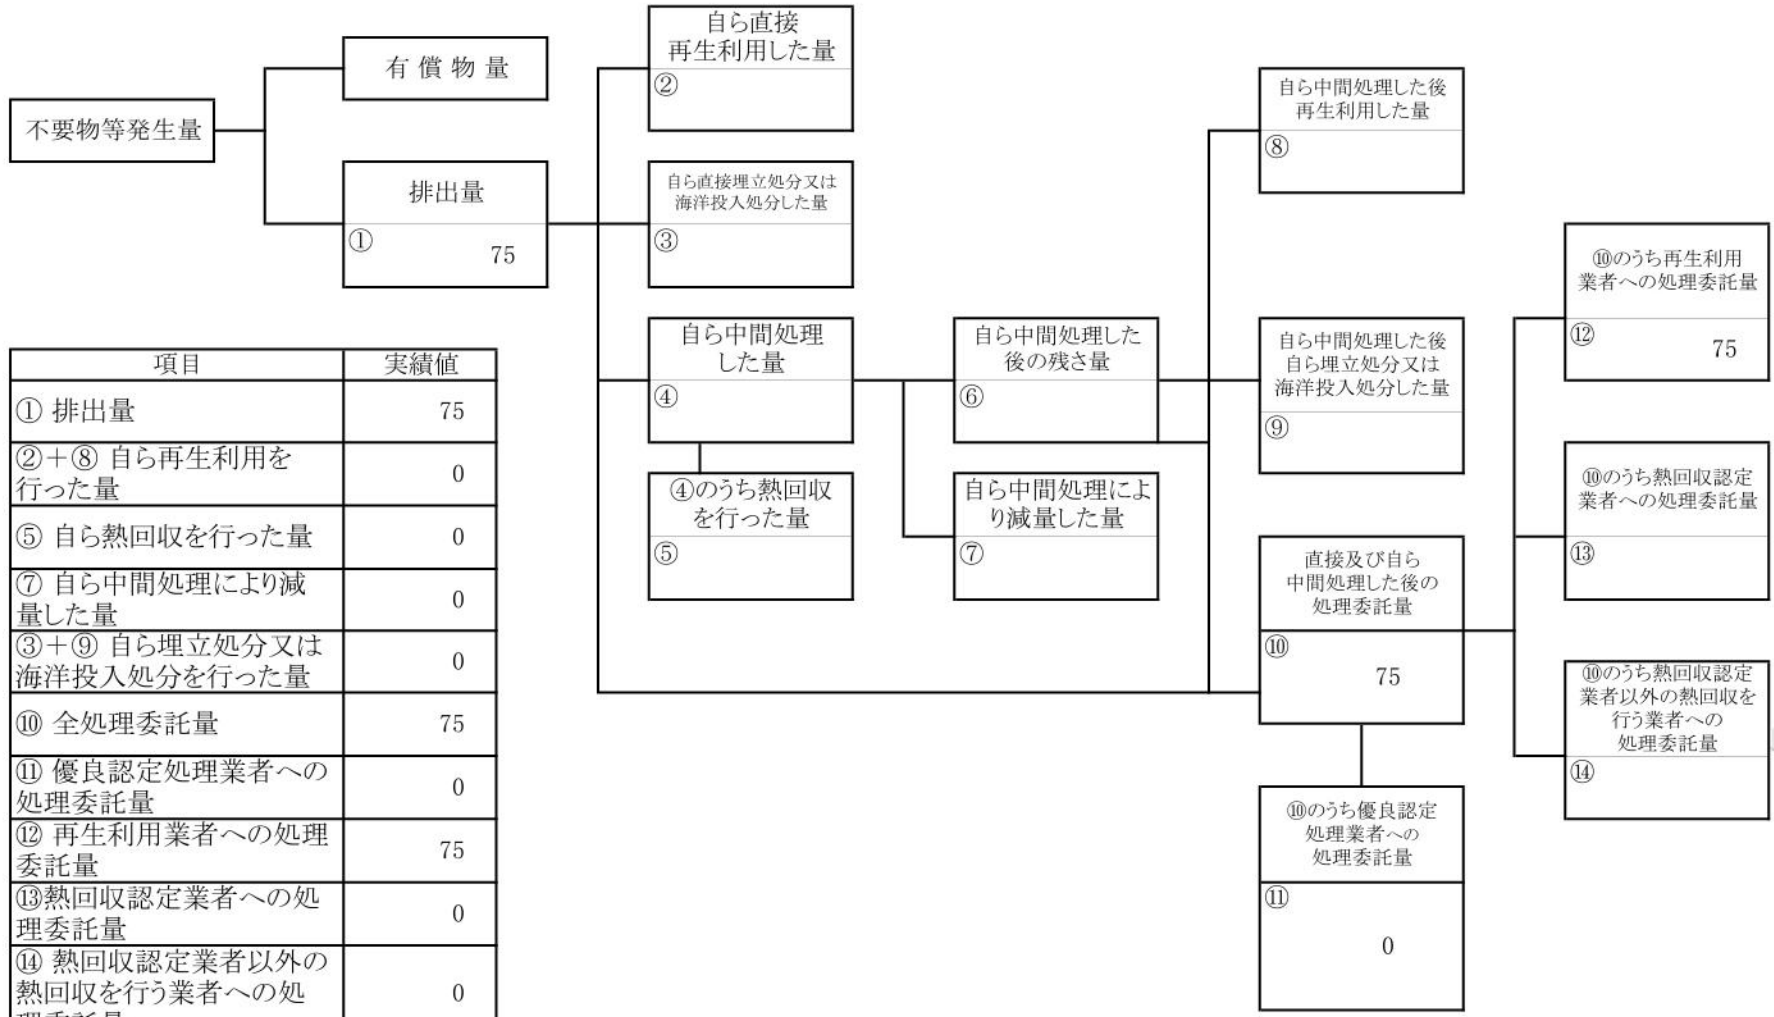 不要物等発生量
有 償 物 量
排出量
①
75
自ら直接
再生利用した量
②
自ら直接埋立処分又は
海洋投入処分した量
③
自ら中間処理
した量
④
④のうち熱回収
を行った量
⑤
自ら中間処理した
後の残さ量
⑥
自ら中間処理によ
り減量した量
⑦
自ら中間処理した後
再生利用した量
⑧
自ら中間処理した後
自ら埋立処分又は
海洋投入処分した量
⑨
直接及び自ら
中間処理した後の
処理委託量
⑩
75
⑩のうち優良認定
処理業者への
処理委託量
⑪
0
⑩のうち再生利用
業者への処理委託量
⑫
75
⑩のうち熱回収認定
業者への処理委託量
⑬
⑩のうち熱回収認定
業者以外の熱回収を
行う業者への
処理委託量
⑭
項目 実績値
① 排出量 75
②＋⑧ 自ら再生利用を
行った量 0
⑤ 自ら熱回収を行った量 0
⑦ 自ら中間処理により減
量した量 0
③＋⑨ 自ら埋立処分又は
海洋投入処分を行った量 0
⑩ 全処理委託量 75
⑪ 優良認定処理業者への
処理委託量 0
⑫ 再生利用業者への処理
委託量 75
⑬熱回収認定業者への処
理委託量 0
⑭ 熱回収認定業者以外の
熱回収を行う業者への処 0